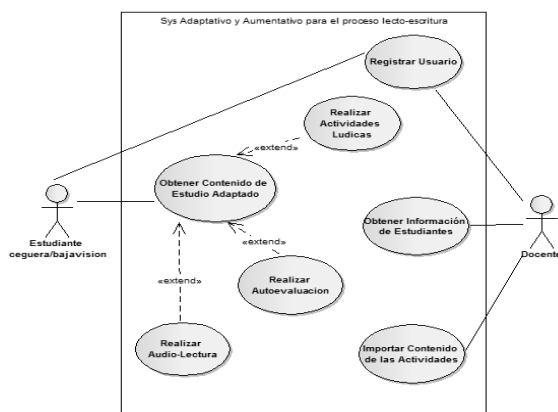 Sys Adaptativo y Aumentativo para el proceso lecto-escritura
Registrar Usuario
Realizar
Actividades
Ludicas
«extend»
Obtener Contenido de
Estudio Adaptado
Estudiante
ceguera/bajavision
Obtener Información
de Estudiantes
Docente
«extend»
«extend»
Realizar
Autoevaluacion
Realizar
Audio-Lectura
Importar Contenido
de las Actividades